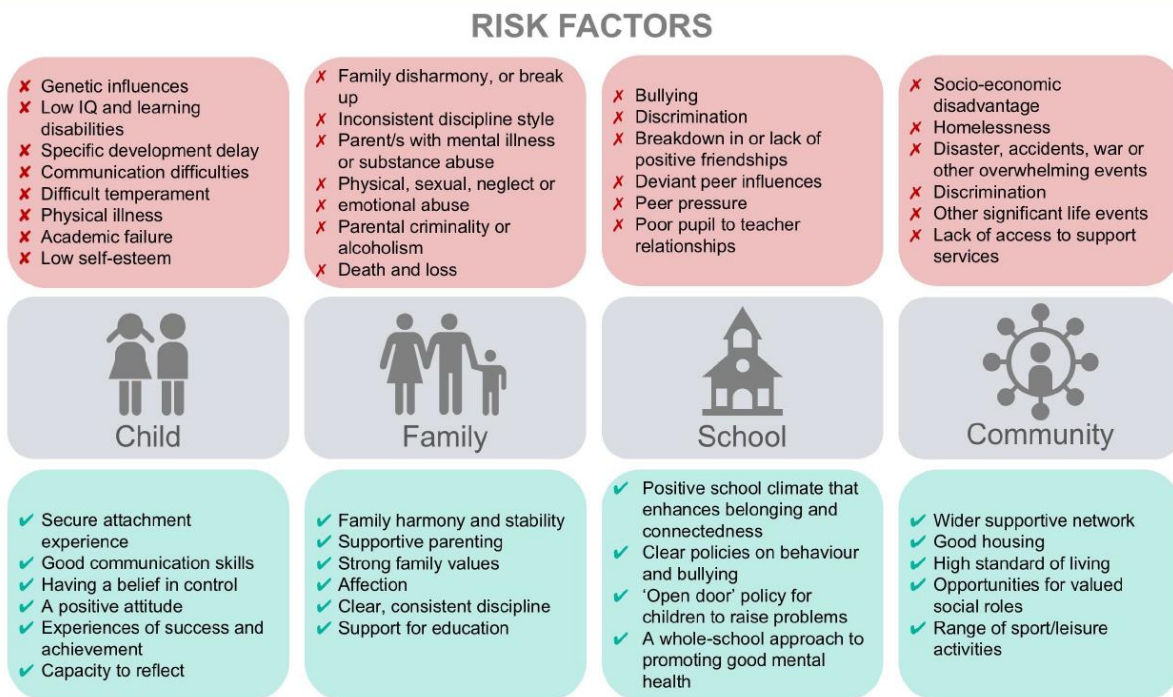 RISK FACTORS
✘ Genetic influences
✘ Low IQ and learning
disabilities
✘ Specific development delay
✘ Communication difficulties
✘ Difficult temperament
✘ Physical illness
✘ Academic failure
✘ Low self-esteem
✗ Family disharmony, or break
up
✗ Inconsistent discipline style
✗ Parent/s with mental illness
or substance abuse
✗ Physical, sexual, neglect or
✗ emotional abuse
✗ Parental criminality or
alcoholism
✗ Death and loss
✗ Bullying
✗ Discrimination
✗ Breakdown in or lack of
positive friendships
✗ Deviant peer influences
✗ Peer pressure
✗ Poor pupil to teacher
relationships
✗ Socio-economic
disadvantage
✗ Homelessness
✗ Disaster, accidents, war or
other overwhelming events
✗ Discrimination
✗ Other significant life events
✗ Lack of access to support
services
Child
Family
School
Community
✔ Secure attachment
experience
✔ Good communication skills
✔ Having a belief in control
✔ A positive attitude
✔ Experiences of success and
achievement
✔ Capacity to reflect
✔ Family harmony and stability
✔ Supportive parenting
✔ Strong family values
✔ Affection
✔ Clear, consistent discipline
✔ Support for education
✔ Positive school climate that
enhances belonging and
connectedness
✔ Clear policies on behaviour
and bullying
✔ ‘Open door’ policy for
children to raise problems
✔ A whole-school approach to
promoting good mental
health
✔ Wider supportive network
✔ Good housing
✔ High standard of living
✔ Opportunities for valued
social roles
✔ Range of sport/leisure
activities